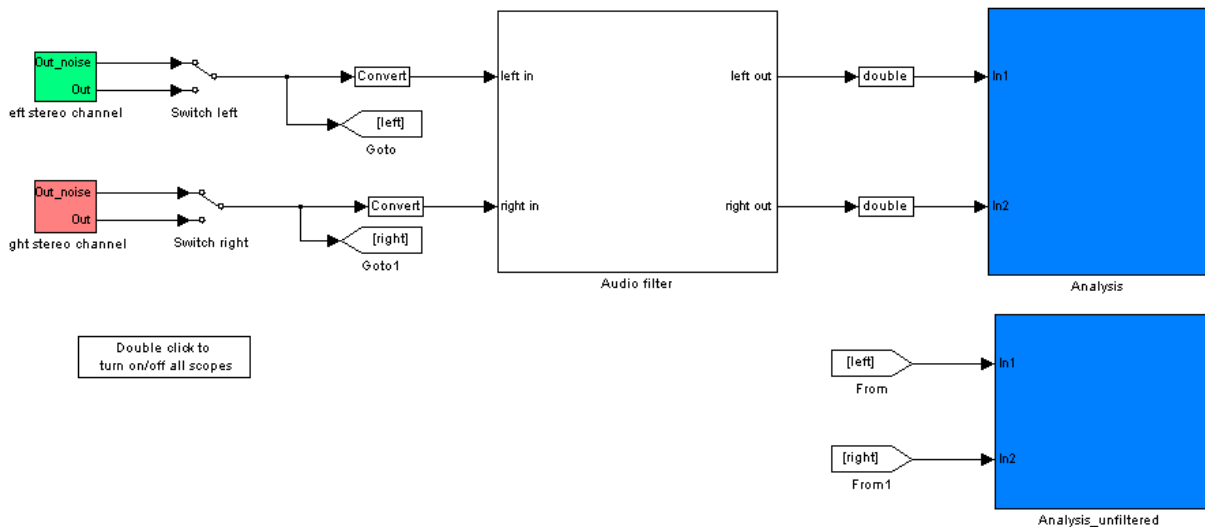 Out_noise
Out
eft stereo channel
Switch left
Convert
[left]
Goto
left in
left out
double
In1
Out_noise
Out
ght stereo channel
Switch right
Convert
[right]
Goto1
right in
right out
double
In2
Audio filter
Analysis
Double click to
turn on/off all scopes
[left]
From
In1
[right]
From1
In2
Analysis_unfiltered